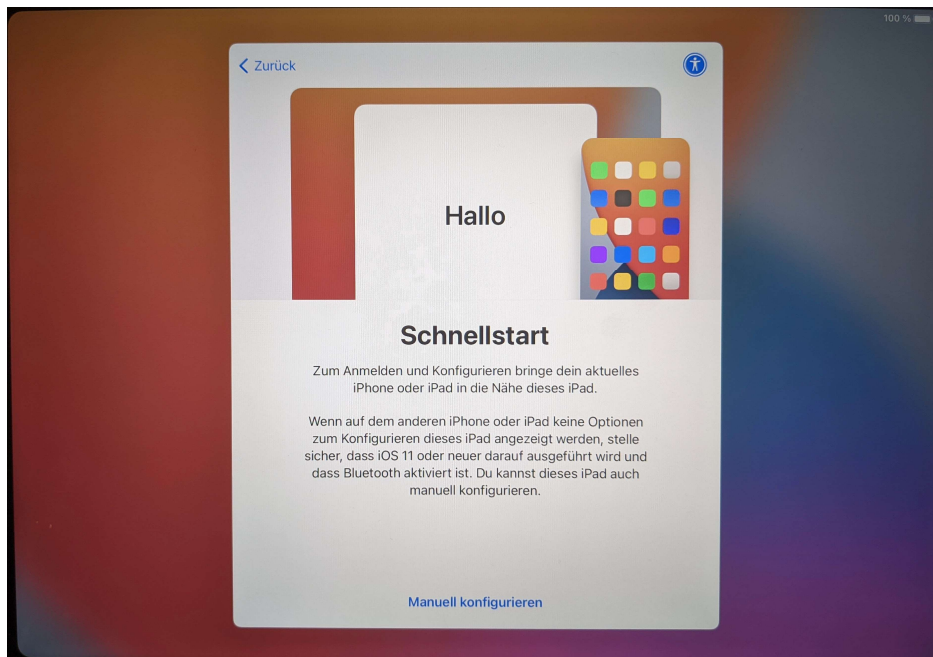 100 %
Zurück
Hallo
Schnellstart
Zum Anmelden und Konfigurieren bringe dein aktuelles
iPhone oder iPad in die Nähe dieses iPad.
Wenn auf dem anderen iPhone oder iPad keine Optionen
zum Konfigurieren dieses iPad angezeigt werden, stelle
sicher, dass iOS 11 oder neuer darauf ausgeführt wird und
dass Bluetooth aktiviert ist. Du kannst dieses iPad auch
manuell konfigurieren.
Manuell konfigurieren